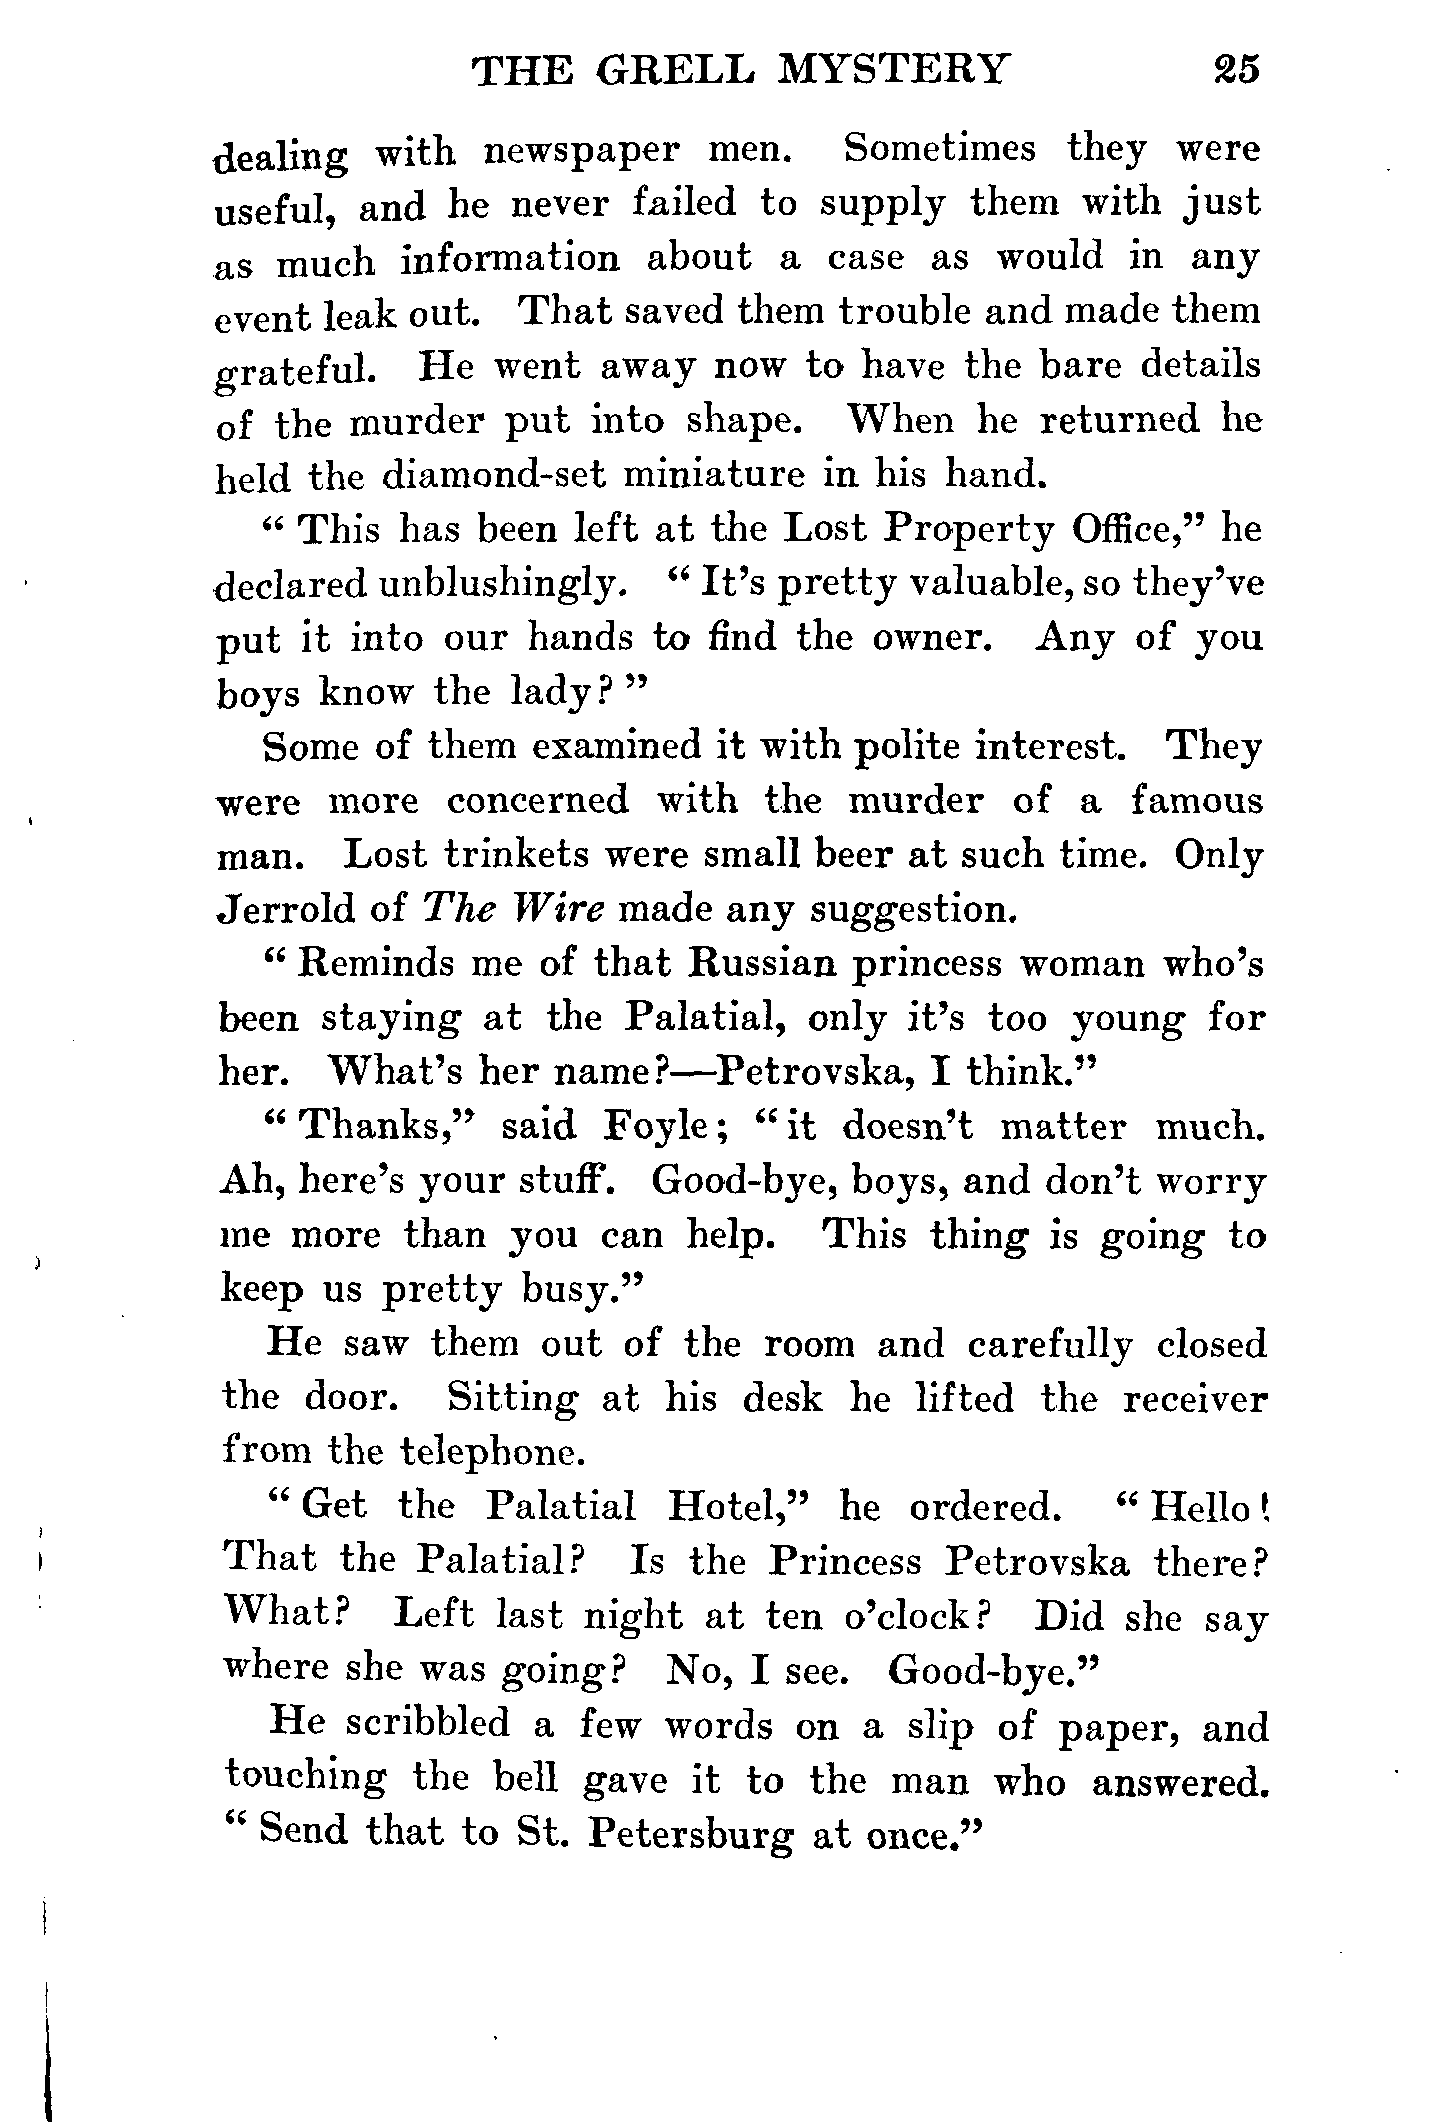 THE GRELL MYSTERY 25
dealing with newspaper men. Sometimes they were
useful, and he never failed to supply them with just
as much information about a case as would in any
event leak out. That saved them trouble and made them
grateful. He went away now to have the bare details
of the murder put into shape. When he returned he
held the diamond-set miniature in his hand.
“ This has been left at the Lost Property Office,” he
declared unblushingly. “ It’s pretty valuable, so they’ve
put it into our hands to find the owner. Any of you
boys know the lady? ”
Some of them examined it with polite interest. They
were more concerned with the murder of a famous
man. Lost trinkets were small beer at such time. Only
Jerrold of The Wire made any suggestion.
“ Reminds me of that Russian princess woman who’s
been staying at the Palatial, only it’s too young for
her. What’s her name?—Petrovska, I think.”
“ Thanks,” said Foyle; “ it doesn’t matter much.
Ah, here’s your stuff. Good-bye, boys, and don’t worry
me more than you can help. This thing is going to
keep us pretty busy.”
He saw them out of the room and carefully closed
the door. Sitting at his desk he lifted the receiver
from the telephone.
“ Get the Palatial Hotel,” he ordered. “ Hello!
That the Palatial? Is the Princess Petrovska there?
What? Left last night at ten o’clock? Did she say
where she was going? No, I see. Good-bye.”
He scribbled a few words on a slip of paper, and
touching the bell gave it to the man who answered.
“ Send that to St. Petersburg at once.”